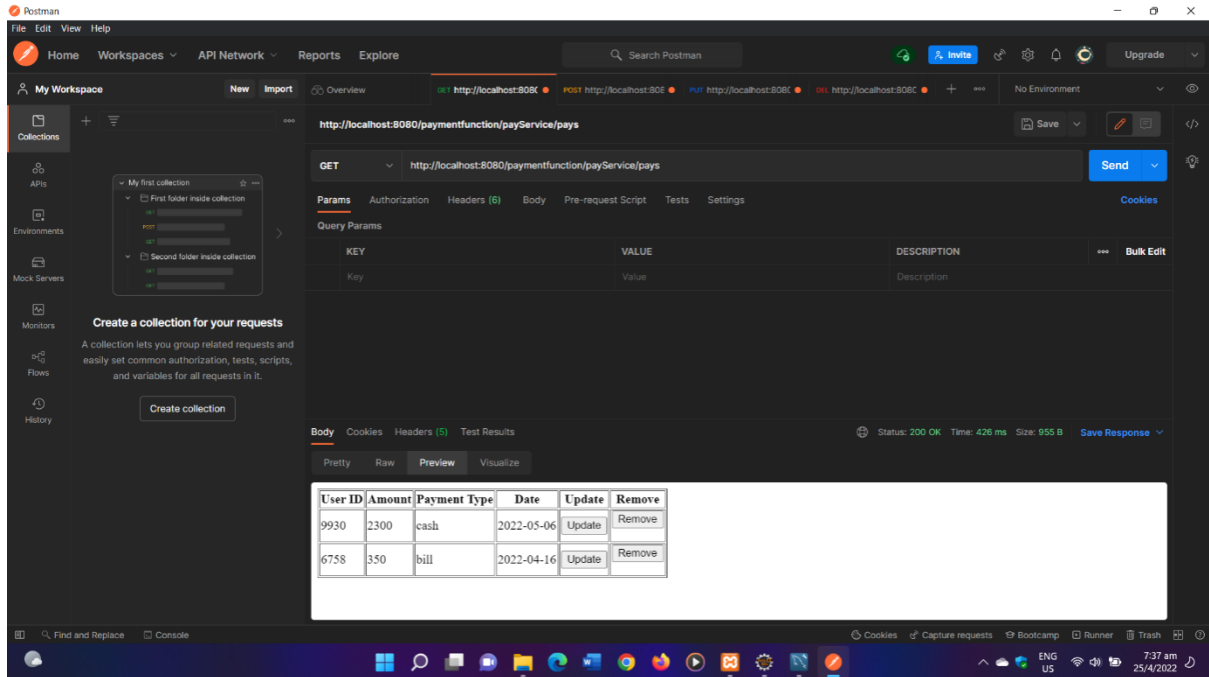 Postman
File Edit View Help
Home Workspaces API Network Reports Explore Search Postman Invite Upgrade
My Workspace New Import Overview GET http://localhost:808( POST http://localhost:808 PUT http://localhost:808( DEL http://localhost:808( No Environment
Collections
APIs
Environments
Mock Servers
Monitors
Flows
History
My first collection
First folder inside collection
GET
POST
GET
Second folder inside collection
GET
GET
Create a collection for your requests
A collection lets you group related requests and
easily set common authorization, tests, scripts,
and variables for all requests in it.
Create collection
http://localhost:8080/paymentfunction/payService/pays Save
GET http://localhost:8080/paymentfunction/payService/pays Send
Params Authorization Headers (6) Body Pre-request Script Tests Settings Cookies
Query Params
KEY VALUE DESCRIPTION Bulk Edit
Key Value Description
Body Cookies Headers (5) Test Results Status: 200 OK Time: 426 ms Size: 955 B Save Response
Pretty Raw Preview Visualize
User ID Amount Payment Type Date Update Remove
9930 2300 cash 2022-05-06 Update Remove
6758 350 bill 2022-04-16 Update Remove
Find and Replace Console Cookies Capture requests Bootcamp Runner Trash
ENG 7:37 am
US 25/4/2022